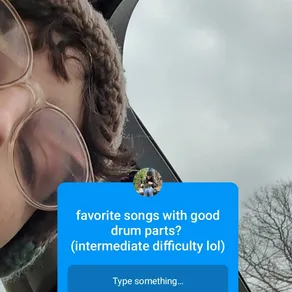 favorite songs with good
drum parts?
(intermediate difficulty lol)
Type something...